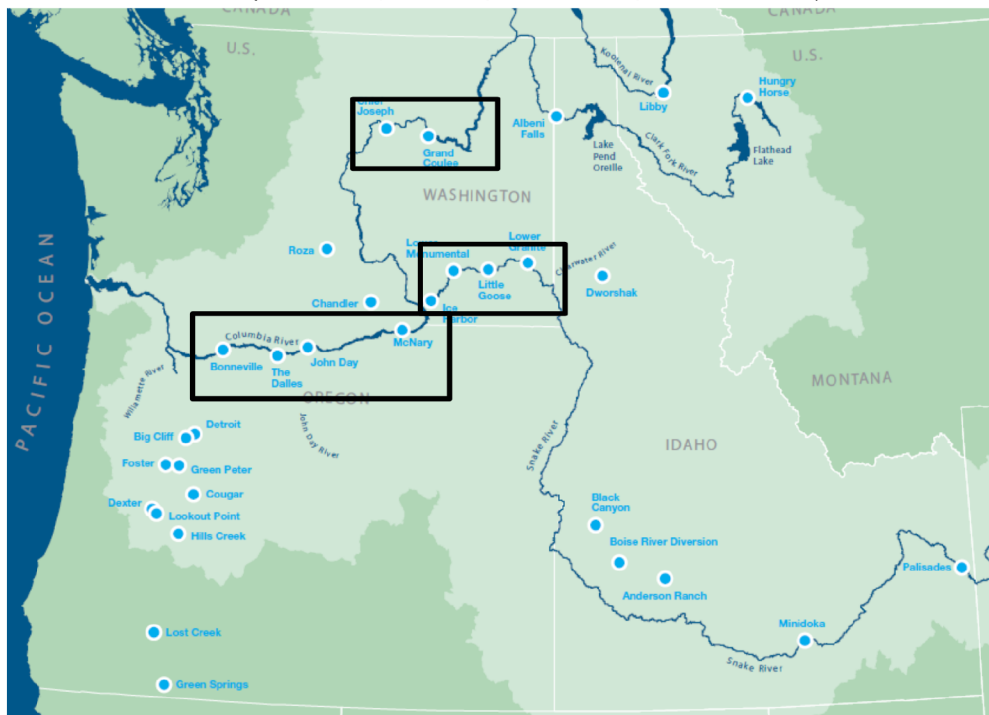 CANADA
CANADA
U.S.
U.S.
Kootenai River
Libby
Hungry
Horse
Chief
Joseph
Grand
Coulee
Albeni
Falls
Lake
Pend
Oreille
Clark Fork River
Flathead
Lake
WASHINGTON
Roza
Lower
Monumental
Lower
Granite
Little
Goose
Clearwater River
Dworshak
Chandler
Ice
Harbor
McNary
Columbia River
Bonneville
The
Dalles
John Day
PACIFIC OCEAN
Willamette River
OREGON
John Day River
MONTANA
IDAHO
Snake River
Detroit
Big Cliff
Foster
Green Peter
Cougar
Dexter
Lookout Point
Hills Creek
Black
Canyon
Boise River Diversion
Anderson Ranch
Palisades
Minidoka
Snake River
Lost Creek
Green Springs